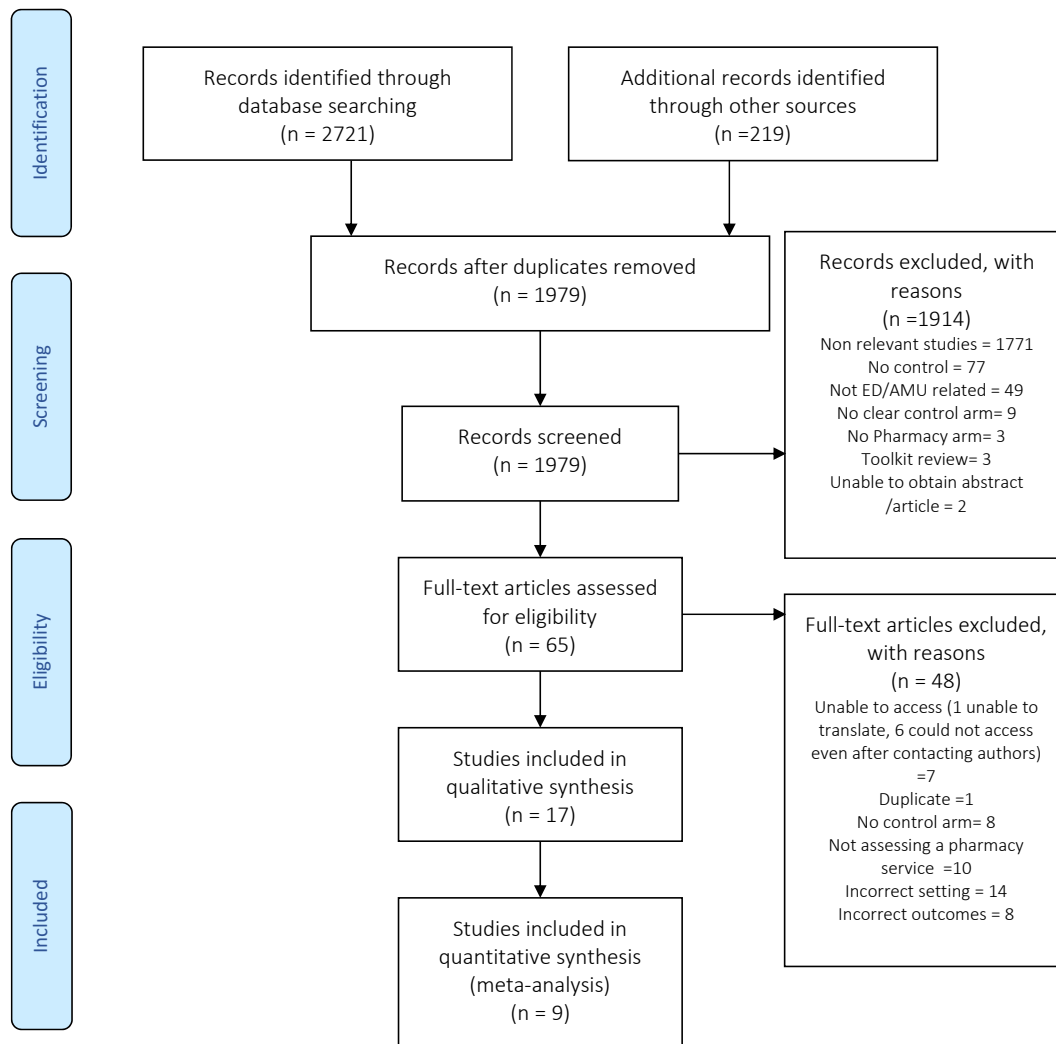 Identification
Records identified through
database searching
(n = 2721)
Additional records identified
through other sources
(n =219)
Records after duplicates removed
(n = 1979)
Screening
Records screened
(n = 1979)
Records excluded, with
reasons
(n =1914)
Non relevant studies = 1771
No control = 77
Not ED/AMU related = 49
No clear control arm= 9
No Pharmacy arm= 3
Toolkit review= 3
Unable to obtain abstract
/article = 2
Eligibility
Full-text articles assessed
for eligibility
(n = 65)
Full-text articles excluded,
with reasons
(n = 48)
Unable to access (1 unable to
translate, 6 could not access
even after contacting authors)
=7
Duplicate =1
No control arm= 8
Not assessing a pharmacy
service =10
Incorrect setting = 14
Incorrect outcomes = 8
Studies included in
qualitative synthesis
(n = 17)
Included
Studies included in
quantitative synthesis
(meta-analysis)
(n = 9)